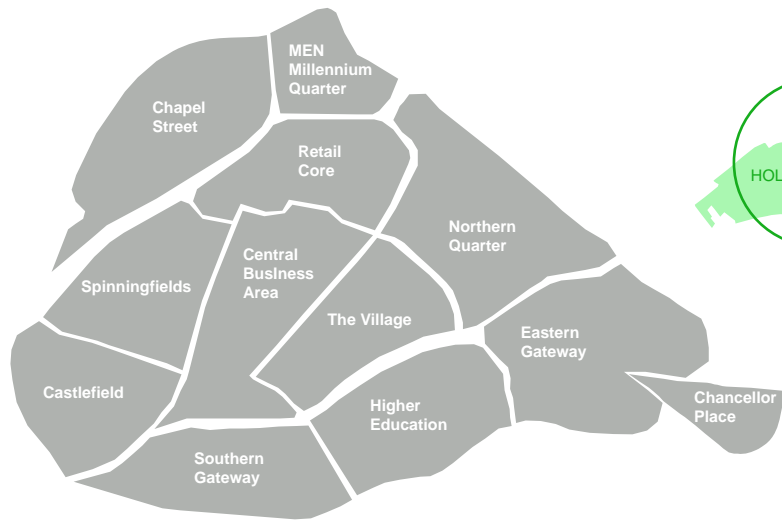 MEN
Millennium
Quarter
Chapel
Street
Retail
Core
Northern
Quarter
Central
BusIness
Area
Spinningfields
The Village
Eastern
Gateway
Castlefield
Higher
Education
Chancellor
Place
Southern
Gateway
HOL